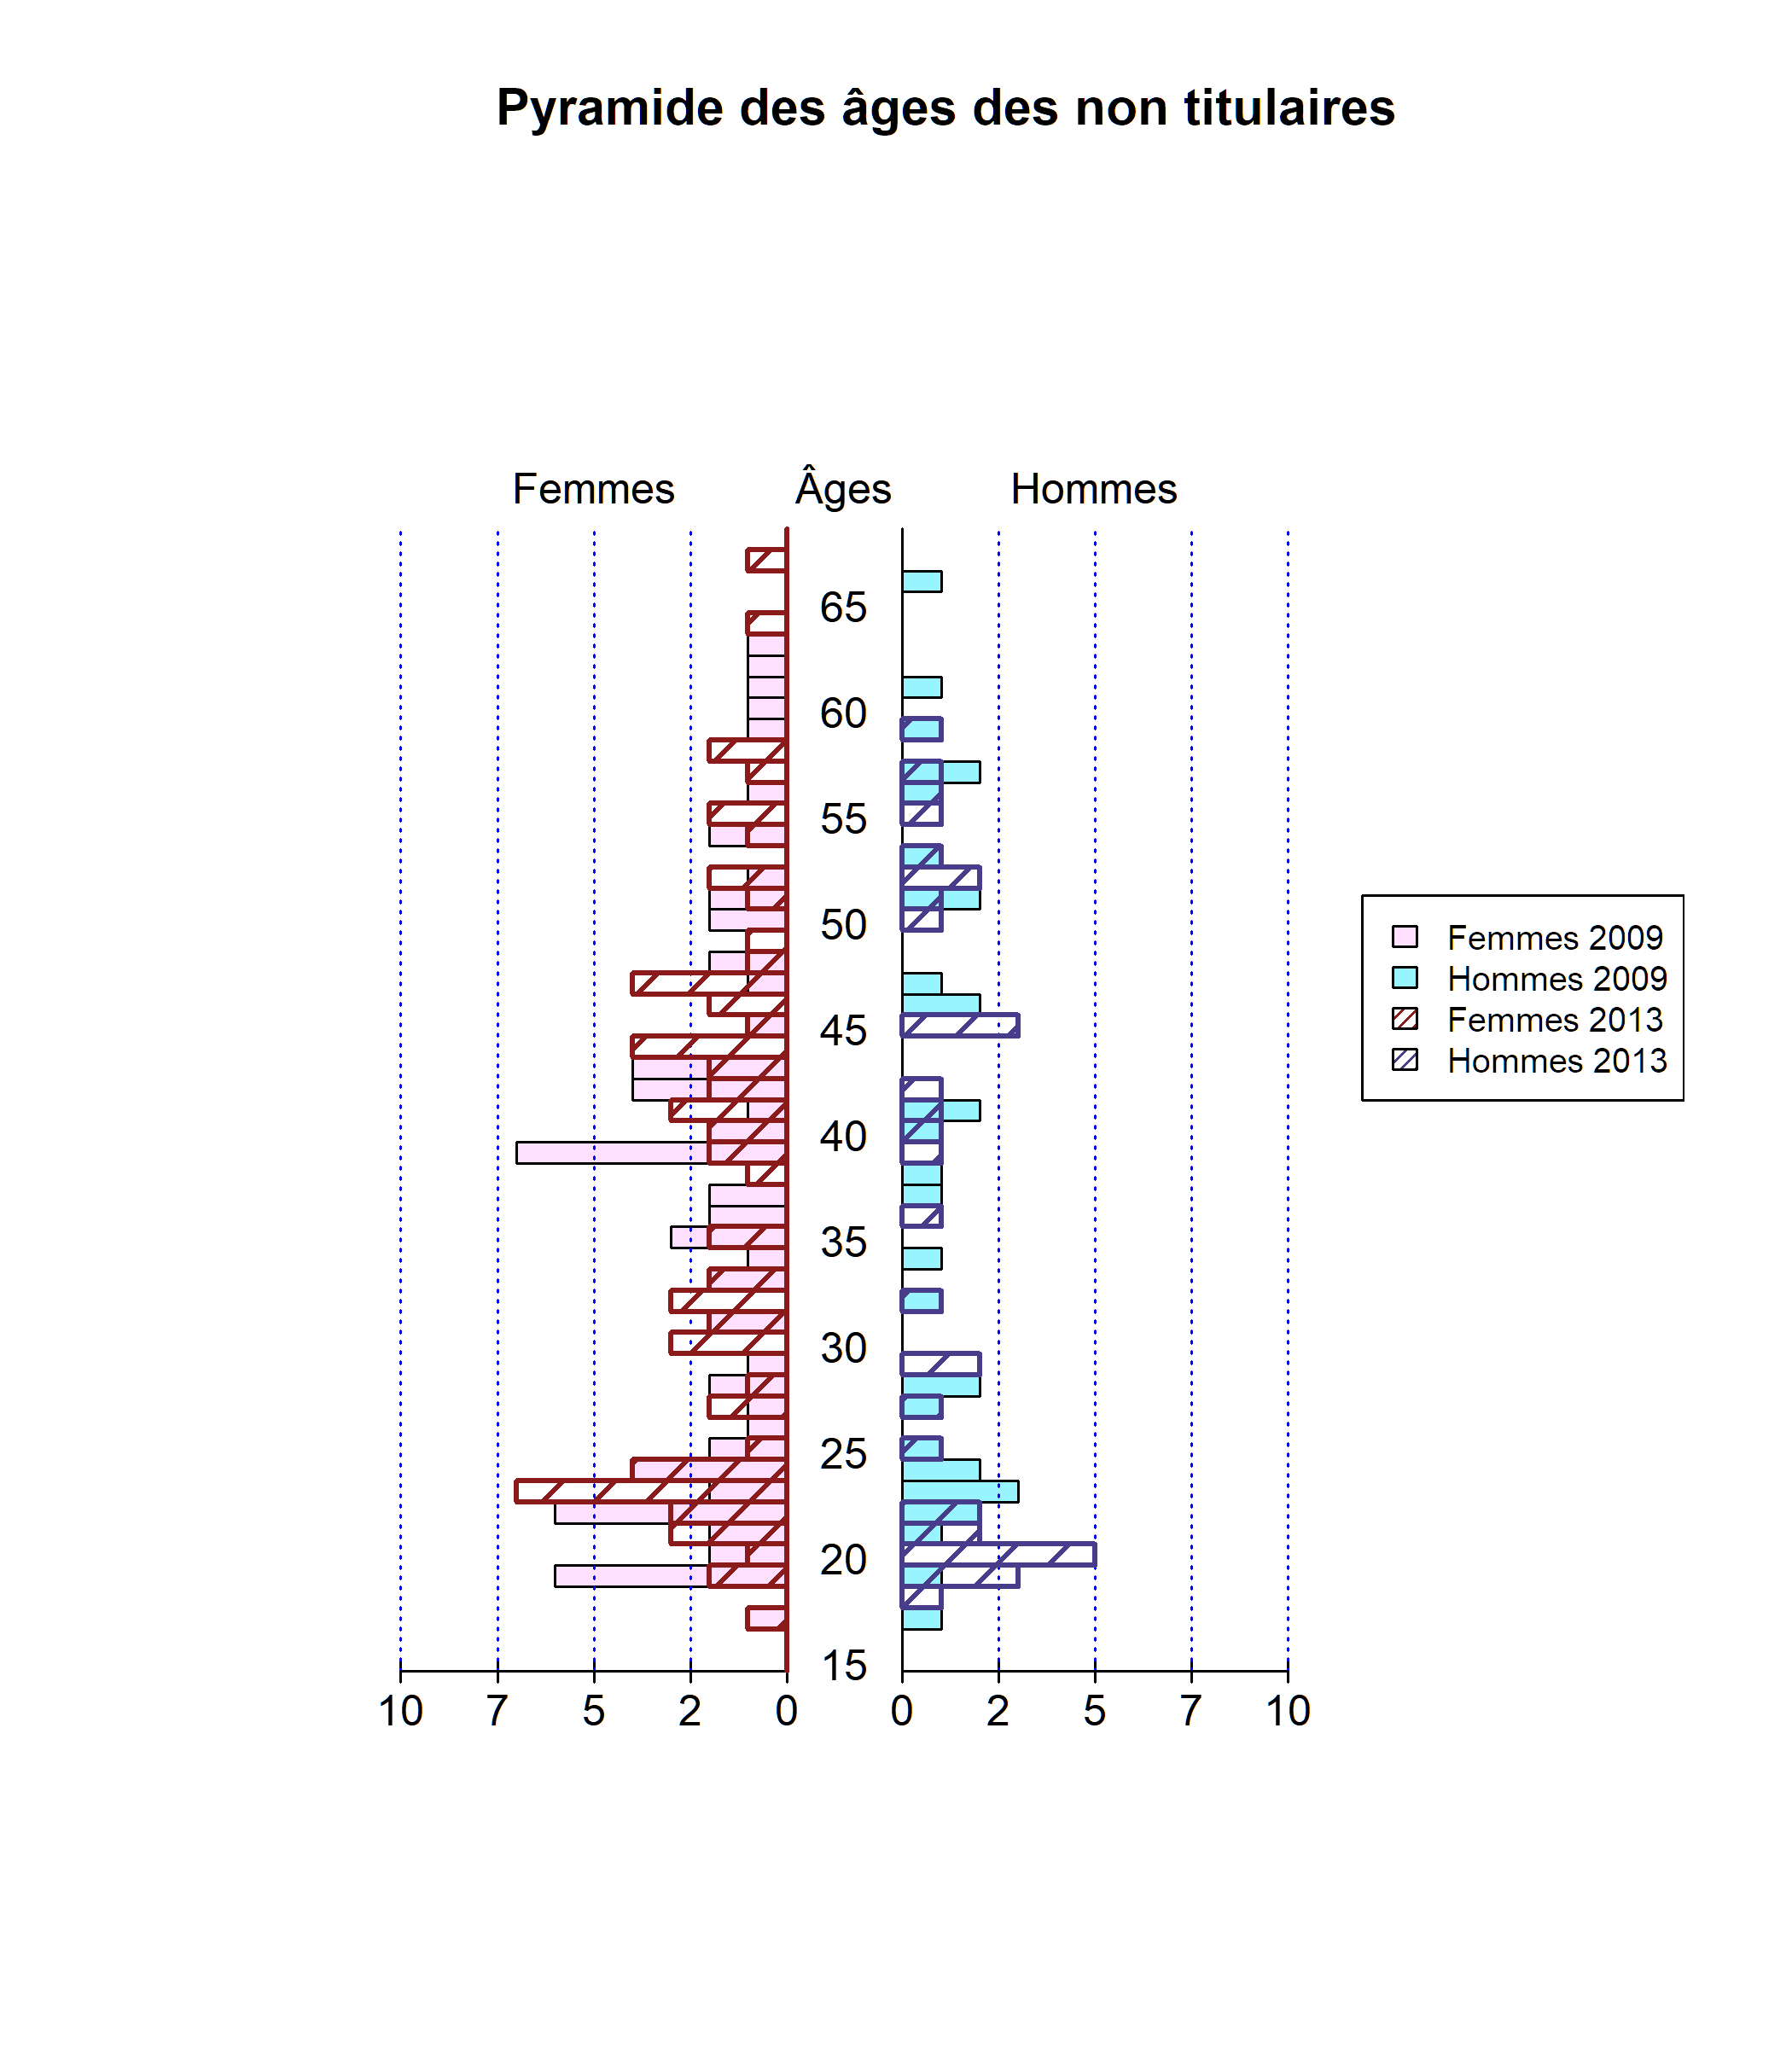 Pyramide des âges des non titulaires
Femmes
Âges
Hommes
65
60
55
50
45
40
35
30
25
20
15
10 7 5 2 0
0 2 5 7 10
Femmes 2009
Hommes 2009
Femmes 2013
Hommes 2013